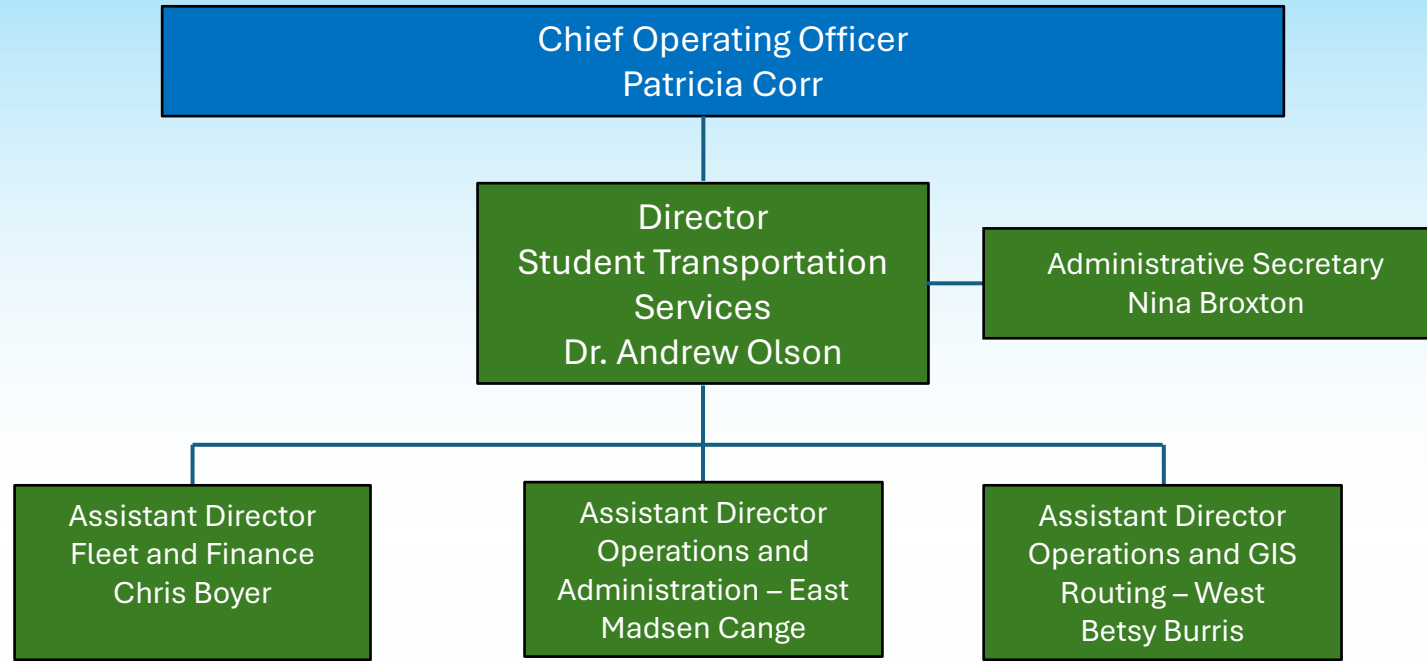 Chief Operating Officer
Patricia Corr
Director
Student Transportation
Services
Dr. Andrew Olson
Administrative Secretary
Nina Broxton
Assistant Director
Fleet and Finance
Chris Boyer
Assistant Director
Operations and
Administration – East
Madsen Cange
Assistant Director
Operations and GIS
Routing – West
Betsy Burris